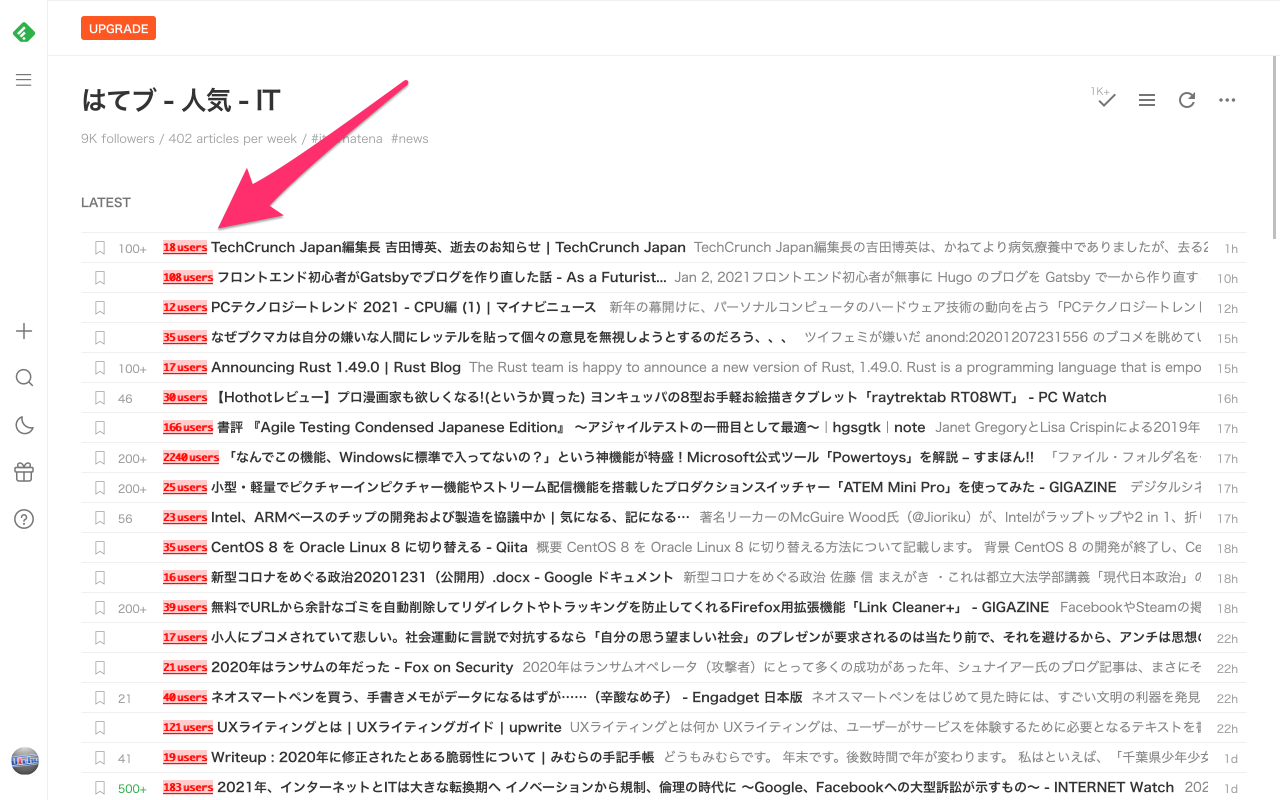 UPGRADE
はてブ - 人気 - IT
1K+
9K followers / 402 articles per week / #it #hatena #news
LATEST
100+ 18 users TechCrunch Japan編集長 吉田博英、逝去のお知らせ | TechCrunch Japan TechCrunch Japan編集長の吉田博英は、かねてより病気療養中でありましたが、去る2 1h
108 users フロントエンド初心者がGatsbyでブログを作り直した話 - As a Futurist... Jan 2, 2021フロントエンド初心者が無事に Hugo のブログを Gatsby で一から作り直す 10h
12 users PCテクノロジートレンド 2021 - CPU編 (1) | マイナビニュース 新年の幕開けに、パーソナルコンピュータのハードウェア技術の動向を占う「PCテクノロジートレン 12h
35 users なぜブクマカは自分の嫌いな人間にレッテルを貼って個々の意見を無視しようとするのだろう、、、 ツイフェミが嫌いだ anond:20201207231556 のブコメを眺めてい 15h
100+ 17 users Announcing Rust 1.49.0 | Rust Blog The Rust team is happy to announce a new version of Rust, 1.49.0. Rust is a programming language that is empo 15h
46 30 users 【Hothotレビュー】プロ漫画家も欲しくなる!(というか買った) ヨンキュッパの8型お手軽お絵描きタブレット「raytrektab RT08WT」 - PC Watch 16h
166 users 書評 『Agile Testing Condensed Japanese Edition』 〜アジャイルテストの一冊目として最適〜｜hgsgtk｜note Janet GregoryとLisa Crispinによる2019年 17h
200+ 2240 users 「なんでこの機能、Windowsに標準で入ってないの？」という神機能が特盛！Microsoft公式ツール「Powertoys」を解説 – すまほん!! 「ファイル・フォルダ名を 17h
200+ 25 users 小型・軽量でピクチャーインピクチャー機能やストリーム配信機能を搭載したプロダクションスイッチャー「ATEM Mini Pro」を使ってみた - GIGAZINE デジタルシネ 17h
56 23 users Intel、ARMベースのチップの開発および製造を協議中か | 気になる、記になる… 著名リーカーのMcGuire Wood氏（@Jioriku）が、Intelがラップトップや2 in 1、折り 17h
35 users CentOS 8 を Oracle Linux 8 に切り替える - Qiita 概要 CentOS 8 を Oracle Linux 8 に切り替える方法について記載します。 背景 CentOS 8 の開発が終了し、Ce 18h
16 users 新型コロナをめぐる政治20201231（公開用）.docx - Google ドキュメント 新型コロナをめぐる政治 佐藤 信 まえがき ・これは都立大法学部講義「現代日本政治」の 18h
200+ 39 users 無料でURLから余計なゴミを自動削除してリダイレクトやトラッキングを防止してくれるFirefox用拡張機能「Link Cleaner+」 - GIGAZINE FacebookやSteamの掲 18h
17 users 小人にブコメされていて悲しい。社会運動に言説で対抗するなら「自分の思う望ましい社会」のプレゼンが要求されるのは当たり前で、それを避けるから、アンチは思想の 22h
21 users 2020年はランサムの年だった - Fox on Security 2020年はランサムオペレータ（攻撃者）にとって多くの成功があった年、シュナイアー氏のブログ記事は、まさにそ 22h
21 40 users ネオスマートペンを買う、手書きメモがデータになるはずが……（辛酸なめ子） - Engadget 日本版 ネオスマートペンをはじめて見た時には、すごい文明の利器を発見 22h
121 users UXライティングとは | UXライティングガイド | upwrite UXライティングとは何か UXライティングは、ユーザーがサービスを体験するために必要となるテキストを書 22h
41 19 users Writeup : 2020年に修正されたとある脆弱性について | みむらの手記手帳 どうもみむらです。 年末です。後数時間で年が変わります。 私はといえば、「千葉県少年少女 1d
500+ 183 users 2021年、インターネットとITは大きな転換期へ イノベーションから規制、倫理の時代に 〜Google、Facebookへの大型訴訟が示すもの〜 - INTERNET Watch 202 1d